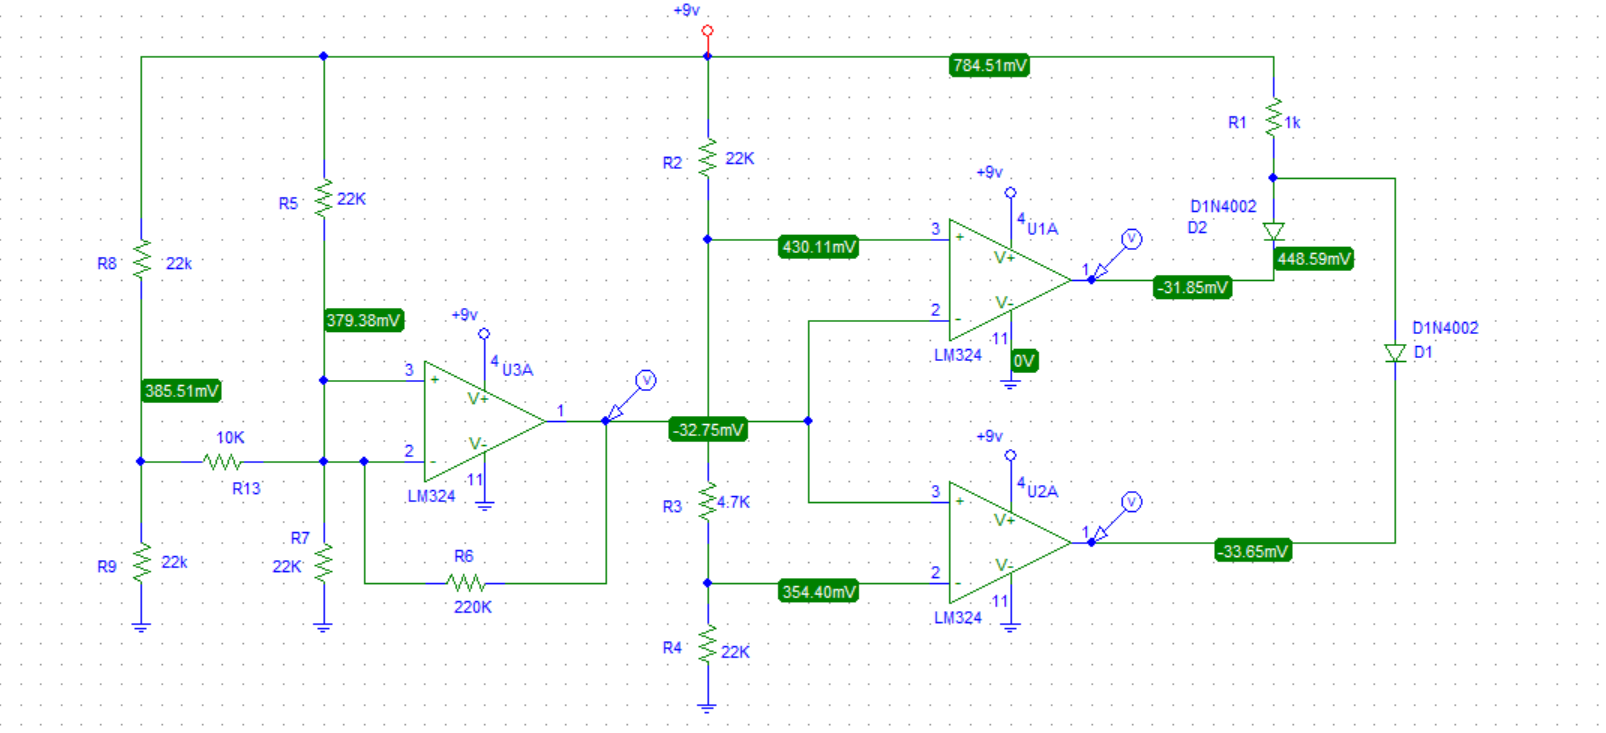 +9v
784.51mV
R1
1k
R2
22K
+9v
4
U1A
D1N4002
D2
R5
22K
3
+
V+
430.11mV
448.59mV
R8
22k
1
V
-31.85mV
V-
2
-
11
LM324
0V
379.38mV
+9v
4
U3A
D1N4002
D1
3
+
V+
V
385.51mV
1
-32.75mV
10K
R13
2
-
V-
11
LM324
+9v
4
U2A
R3
4.7K
3
+
V+
V
1
-33.65mV
R7
22K
R6
220K
R9
22k
V-
2
-
11
354.40mV
LM324
R4
22K